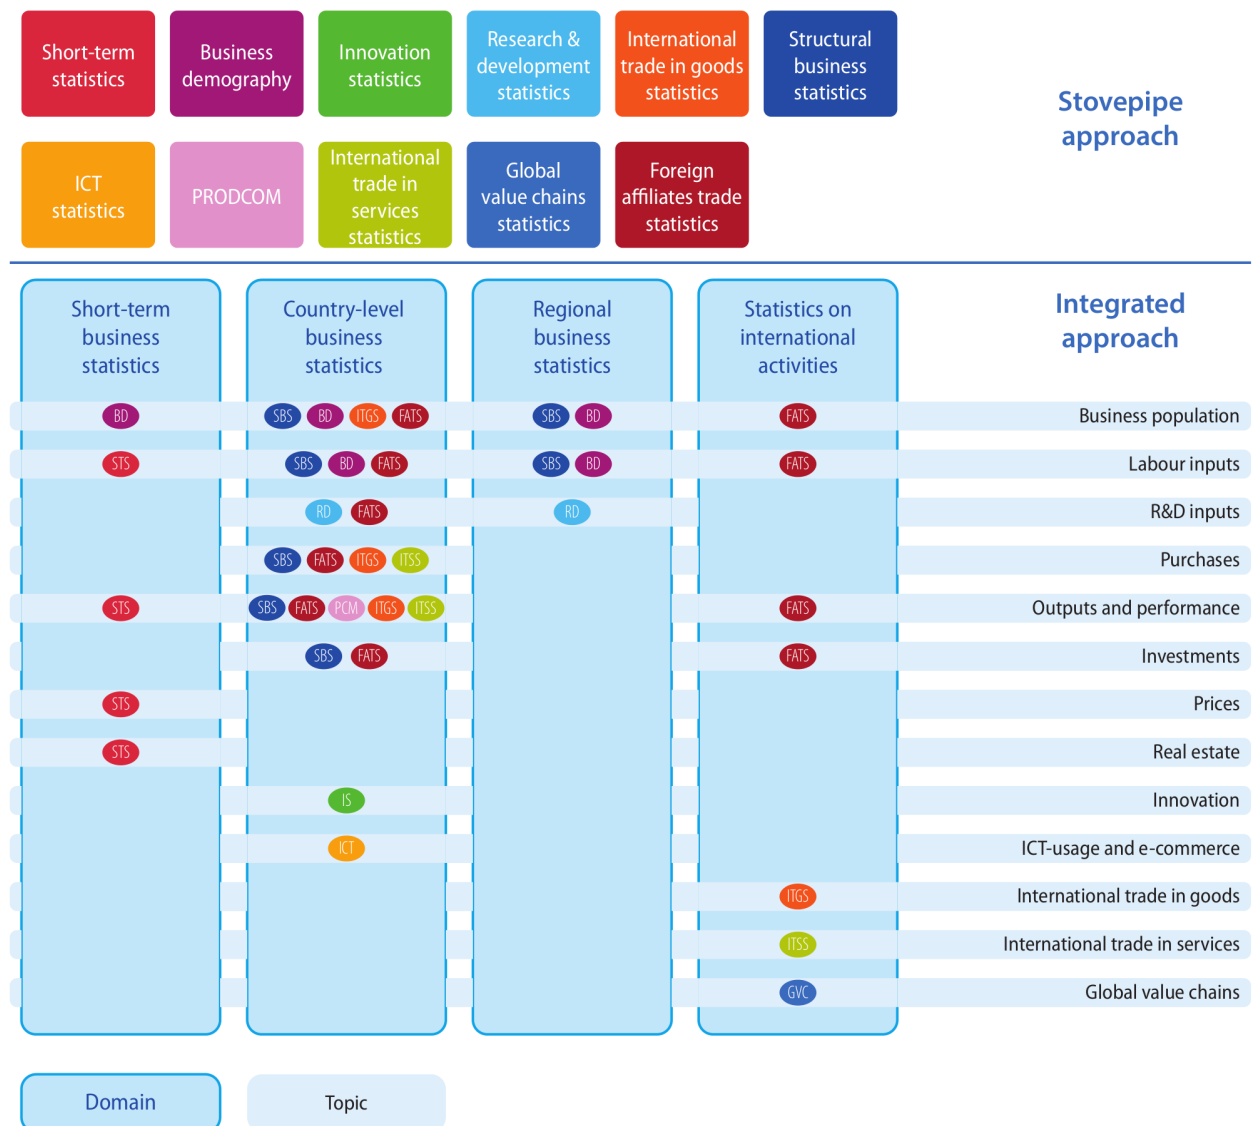 Short-term
statistics
Business
demography
Innovation
statistics
Research &
development
statistics
International
trade in goods
statistics
Structural
business
statistics
Stovepipe
approach
ICT
statistics
PRODCOM
International
trade in
services
statistics
Global
value chains
statistics
Foreign
affiliates trade
statistics
Short-term
business
statistics
Country-level
business
statistics
Regional
business
statistics
Statistics on
international
activities
Integrated
approach
BD SBS BD ITGS FATS SBS BD FATS Business population
STS SBS BD FATS SBS BD FATS Labour inputs
RD FATS RD R&D inputs
SBS FATS ITGS ITSS Purchases
STS SBS FATS PCM ITGS ITSS FATS Outputs and performance
SBS FATS FATS Investments
STS Prices
STS Real estate
IS Innovation
ICT ICT-usage and e-commerce
ITGS International trade in goods
ITSS International trade in services
GVC Global value chains
Domain Topic